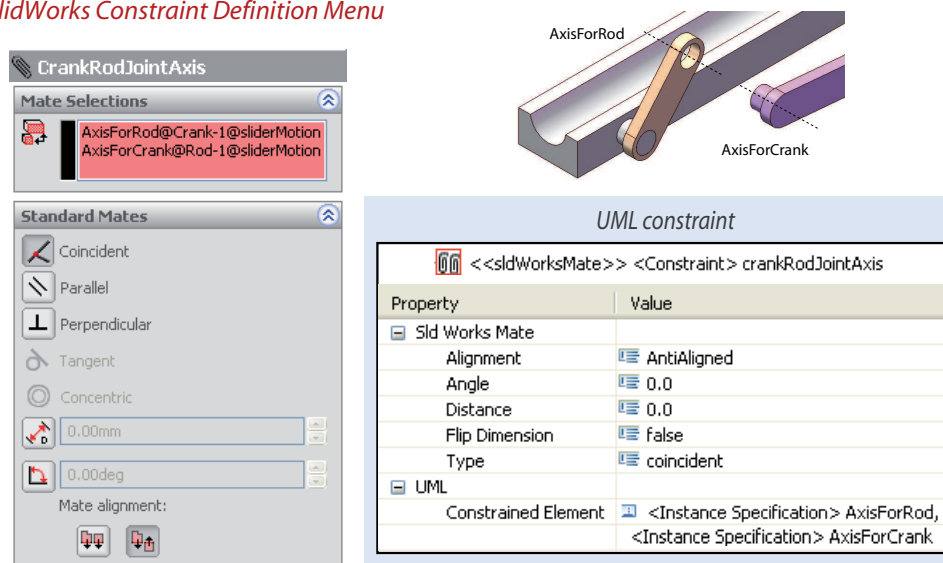 lidWorks Constraint Definition Menu
CrankRodJointAxis
Mate Selections
AxisForRod@Crank-1@sliderMotion
AxisForCrank@Rod-1@sliderMotion
Standard Mates
Coincident
Parallel
Perpendicular
Tangent
Concentric
D
0.00mm
0.00deg
Mate alignment:
AxisForRod
AxisForCrank
UML constraint
<<sldWorksMate>> <Constraint> crankRodJointAxis
Property Value
Sld Works Mate
Alignment AntiAligned
Angle 0.0
Distance 0.0
Flip Dimension false
Type coincident
UML
Constrained Element <Instance Specification> AxisForRod,
<Instance Specification> AxisForCrank